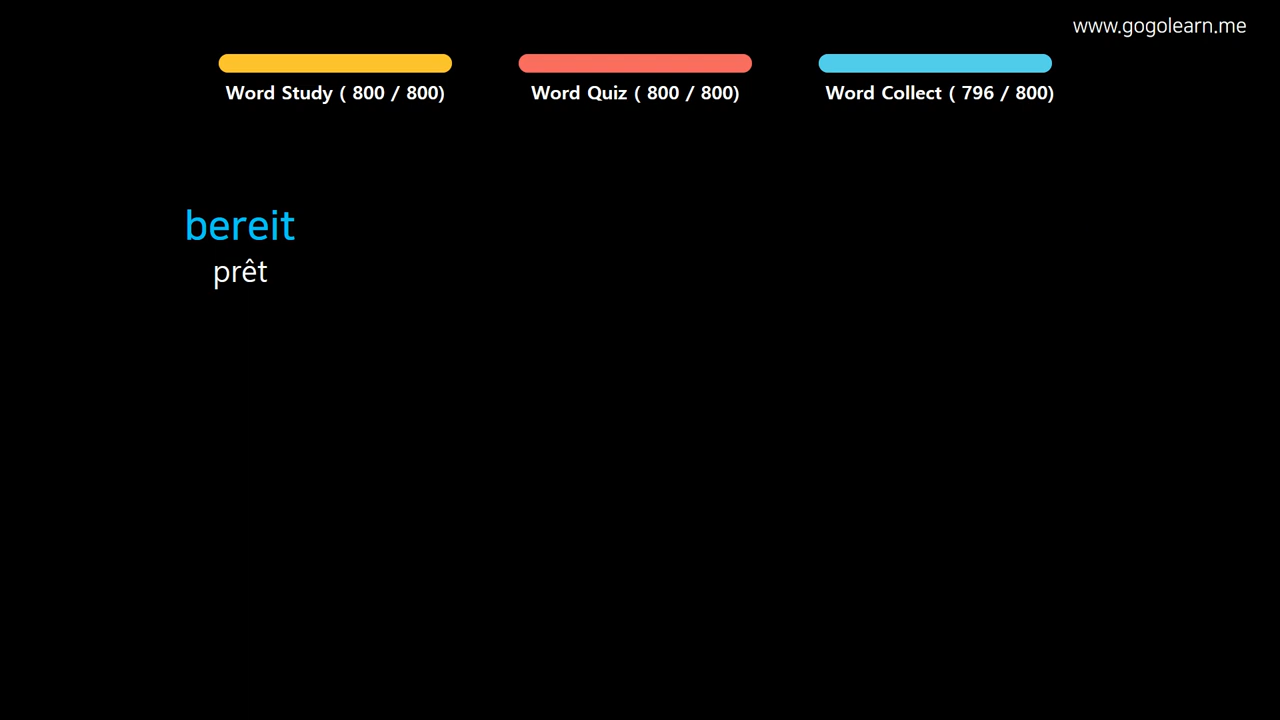 www.gogolearn.me
Word Study ( 800 / 800)
Word Quiz ( 800 / 800)
Word Collect ( 796 / 800)
bereit
prêt